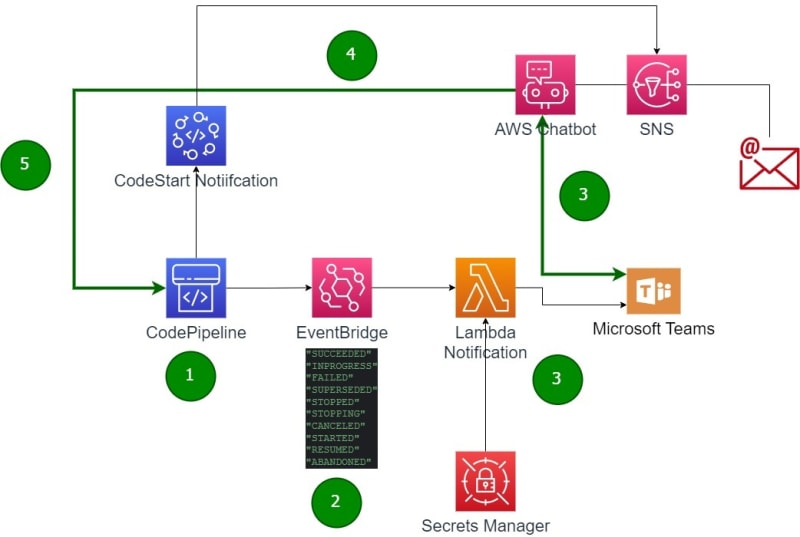 4
AWS Chatbot
SNS
@
5
CodeStart Notiifcation
3
CodePipeline
EventBridge
Lambda
Notification
T
Microsoft Teams
1
"SUCCEEDED"
"INPROGRESS"
"FAILED"
"SUPERSEDED"
"STOPPED"
"STOPPING"
"CANCELED"
"STARTED"
"RESUMED"
"ABANDONED"
3
2
Secrets Manager